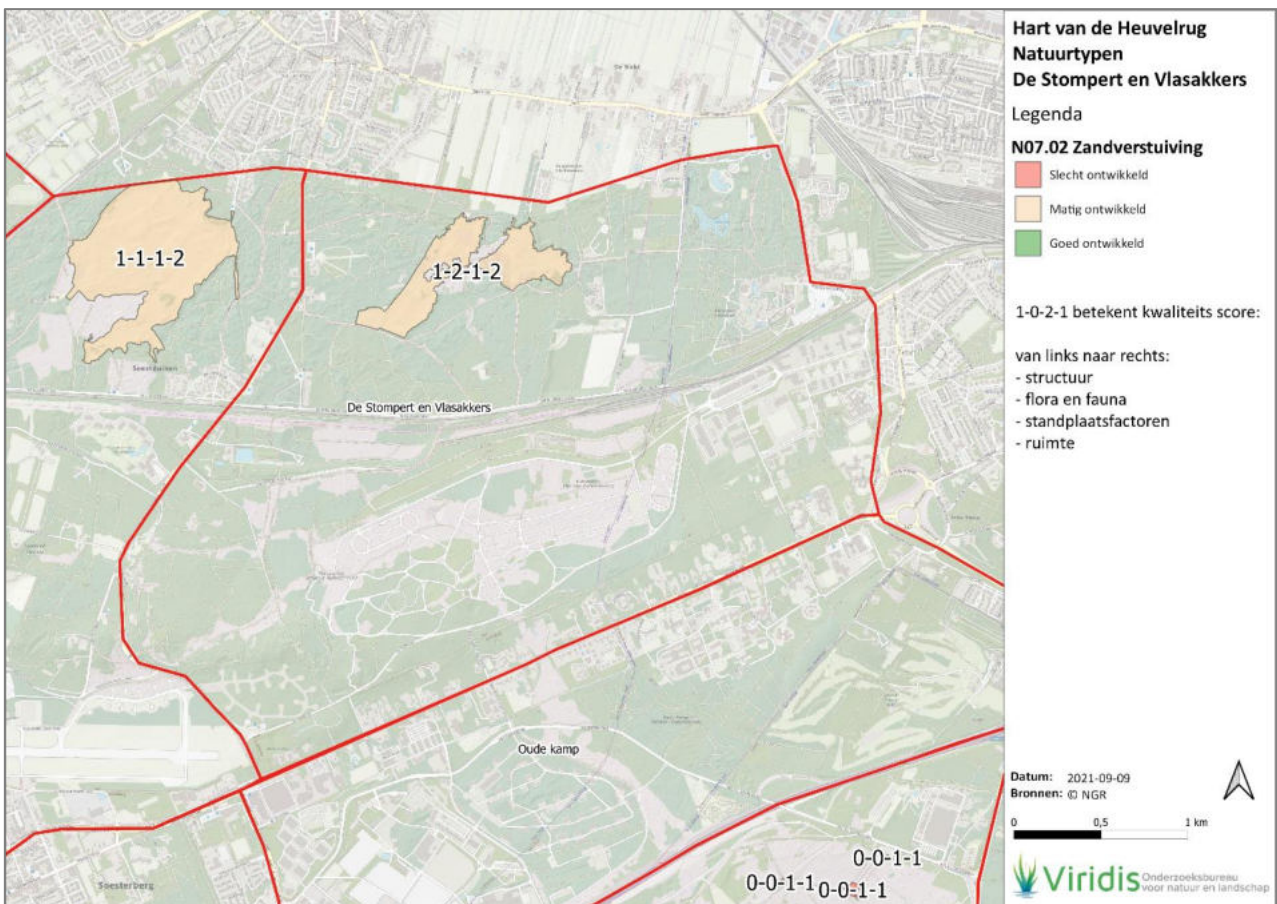 Hart van de Heuvelrug
Natuurtypen
De Stompert en Vlasakkers
Legenda
N07.02 Zandverstuiving
Slecht ontwikkeld
Matig ontwikkeld
Goed ontwikkeld
1-0-2-1 betekent kwaliteits score:
van links naar rechts:
- structuur
- flora en fauna
- standplaatsfactoren
- ruimte
De Stompert en Vlasakkers
1-1-1-2
1-2-1-2
Soestduinen
Oude kamp
Soesterberg
0-0-1-1
0-0-1-1
0-0-1-1
Datum: 2021-09-09
Bronnen: © NGR
0 0,5 1 km
Viridis Onderzoeksbureau
voor natuur en landschap